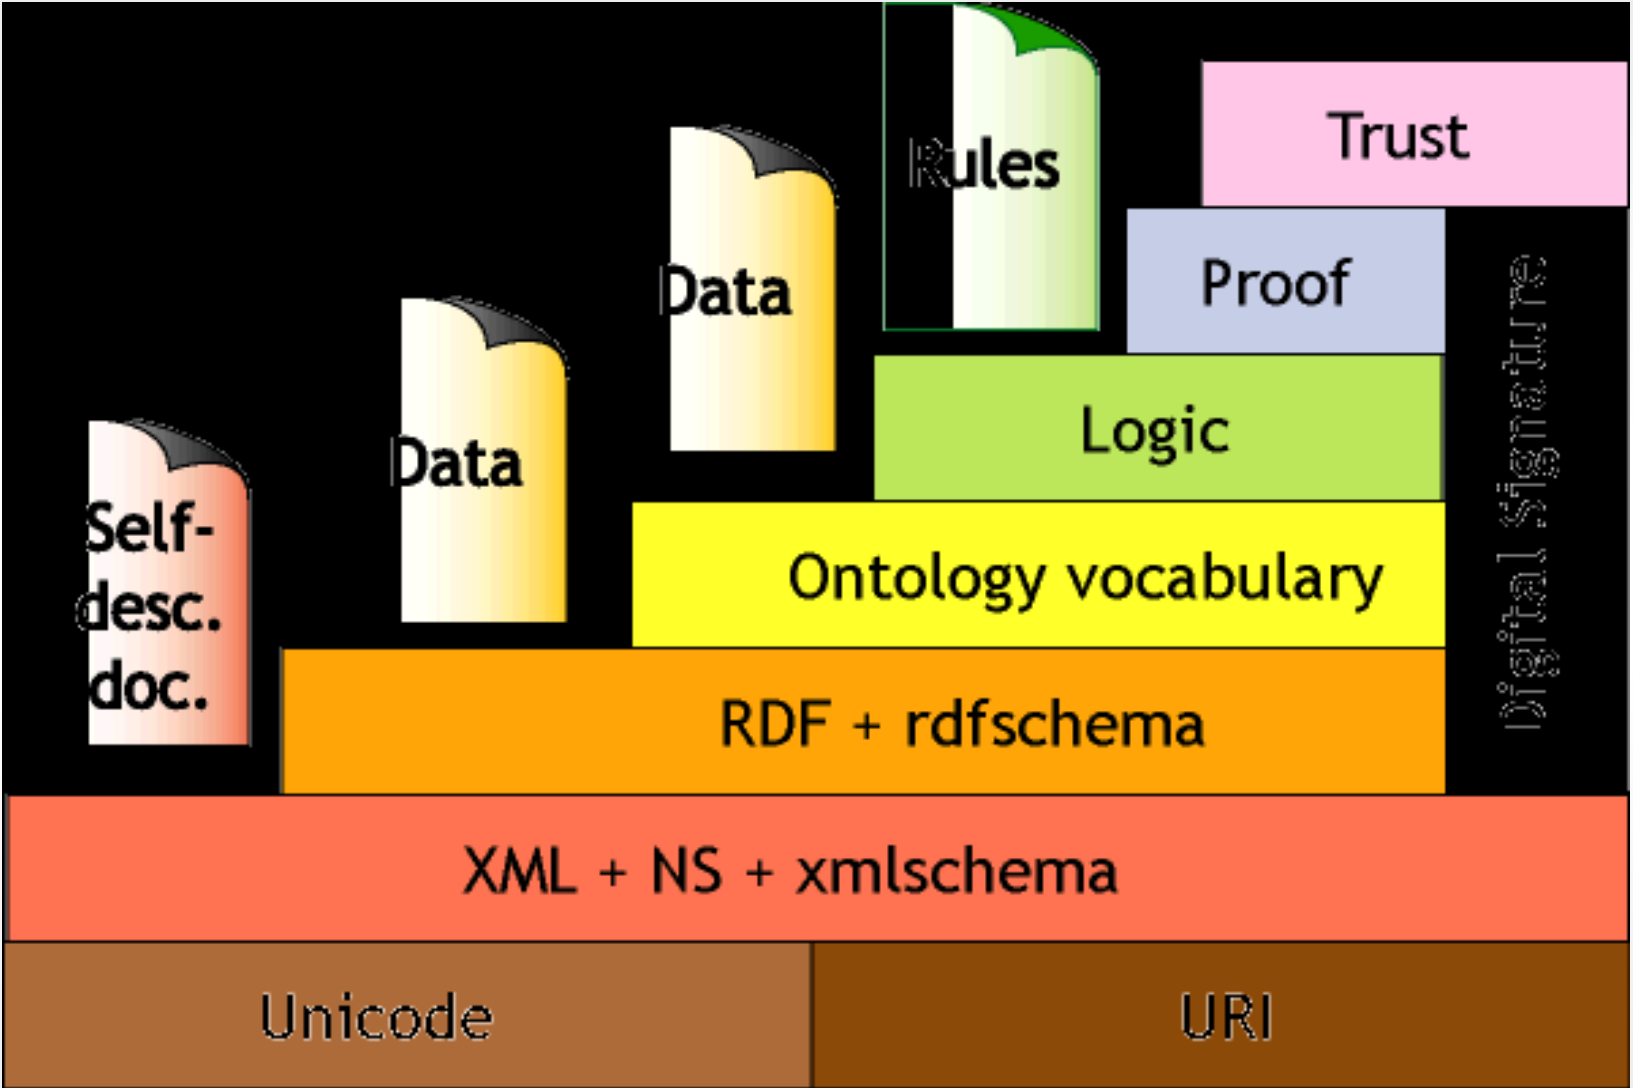 Rules
Trust
Data
Proof
Data
Logic
Self-
desc.
doc.
Ontology vocabulary
Digital Signature
RDF + rdfschema
XML + NS + xmlschema
Unicode
URI